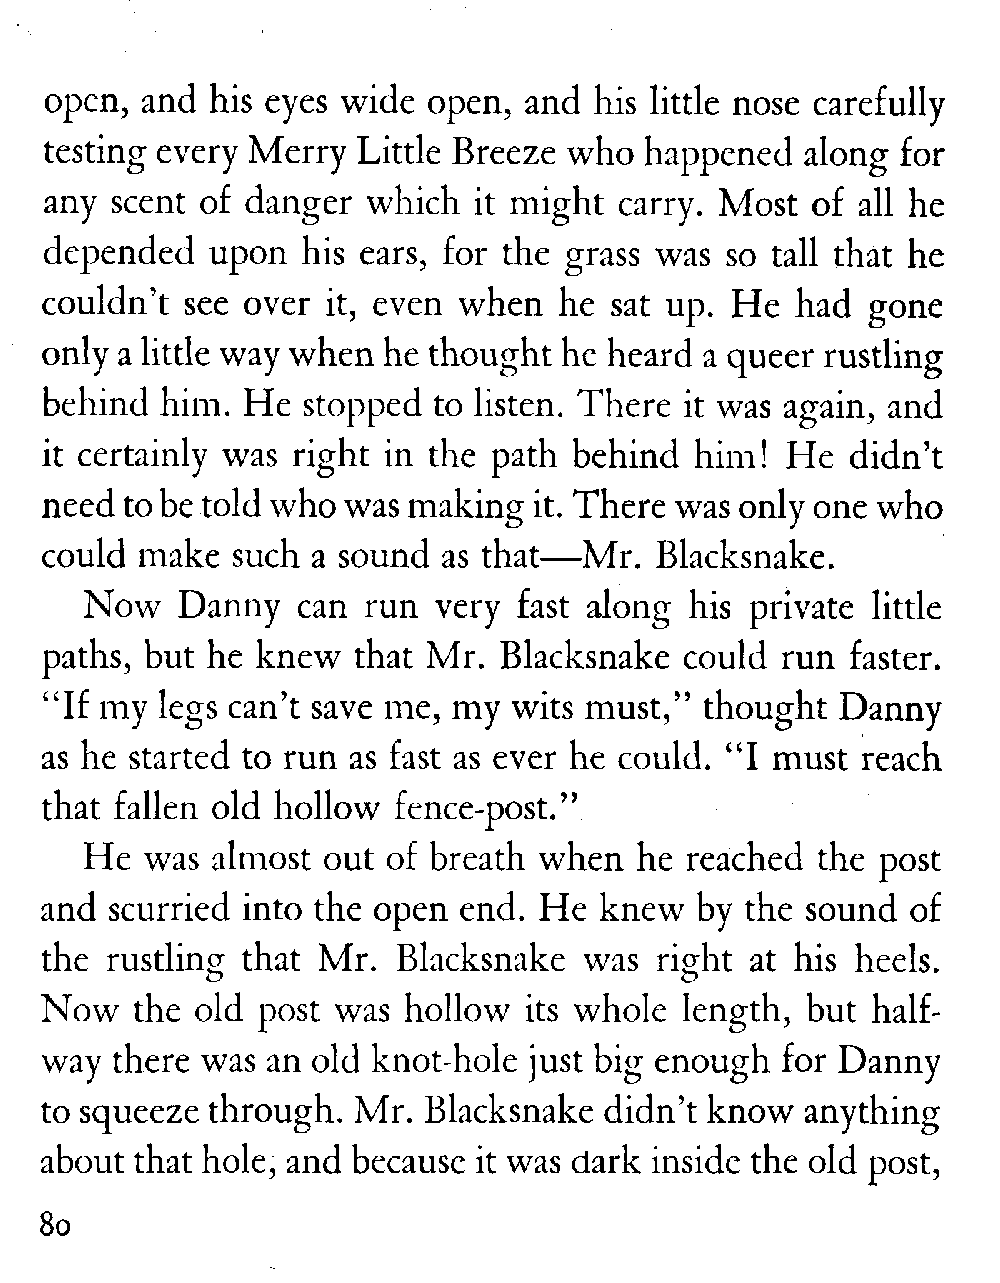 open, and his eyes wide open, and his little nose carefully
testing every Merry Little Breeze who happened along for
any scent of danger which it might carry. Most of all he
depended upon his ears, for the grass was so tall that he
couldn't see over it, even when he sat up. He had gone
only a little way when he thought he heard a queer rustling
behind him. He stopped to listen. There it was again, and
it certainly was right in the path behind him! He didn't
need to be told who was making it. There was only one who
could make such a sound as that—Mr. Blacksnake.
Now Danny can run very fast along his private little
paths, but he knew that Mr. Blacksnake could run faster.
“If my legs can't save me, my wits must,” thought Danny
as he started to run as fast as ever he could. “I must reach
that fallen old hollow fence-post.”
He was almost out of breath when he reached the post
and scurried into the open end. He knew by the sound of
the rustling that Mr. Blacksnake was right at his heels.
Now the old post was hollow its whole length, but half-
way there was an old knot-hole just big enough for Danny
to squeeze through. Mr. Blacksnake didn't know anything
about that hole, and because it was dark inside the old post,
80